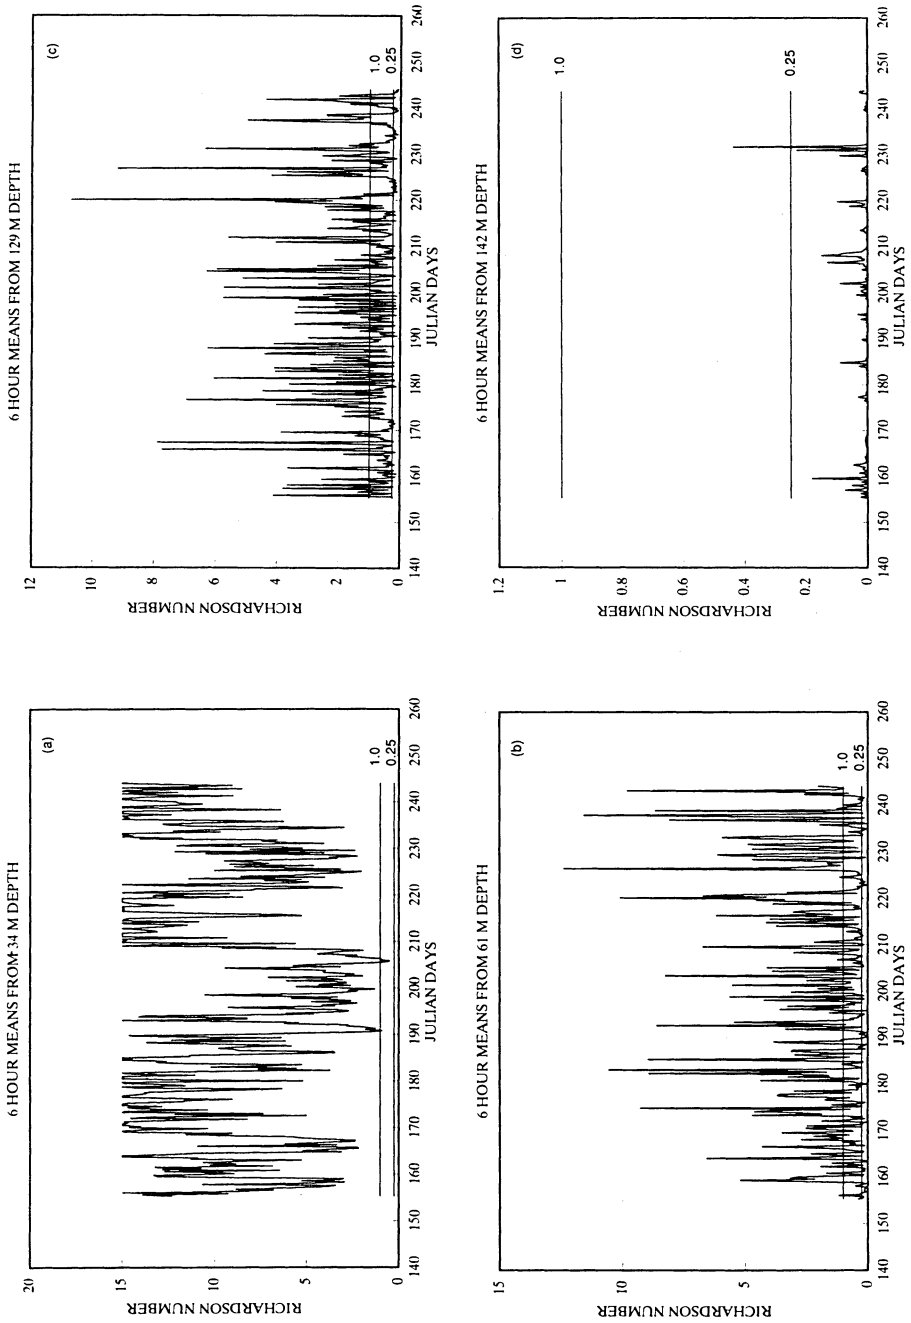 6 HOUR MEANS FROM 34 M DEPTH
(a)
RICHARDSON NUMBER
20
15
10
5
0
1.0
0.25
140 150 160 170 180 190 200 210 220 230 240 250 260
JULIAN DAYS
6 HOUR MEANS FROM 61 M DEPTH
(b)
RICHARDSON NUMBER
15
10
5
0
1.0
0.25
140 150 160 170 180 190 200 210 220 230 240 250 260
JULIAN DAYS
6 HOUR MEANS FROM 129 M DEPTH
(c)
RICHARDSON NUMBER
12
10
8
6
4
2
0
1.0
0.25
140 150 160 170 180 190 200 210 220 230 240 250 260
JULIAN DAYS
6 HOUR MEANS FROM 142 M DEPTH
(d)
RICHARDSON NUMBER
1.2
1
0.8
0.6
0.4
0.2
0
1.0
0.25
140 150 160 170 180 190 200 210 220 230 240 250 260
JULIAN DAYS